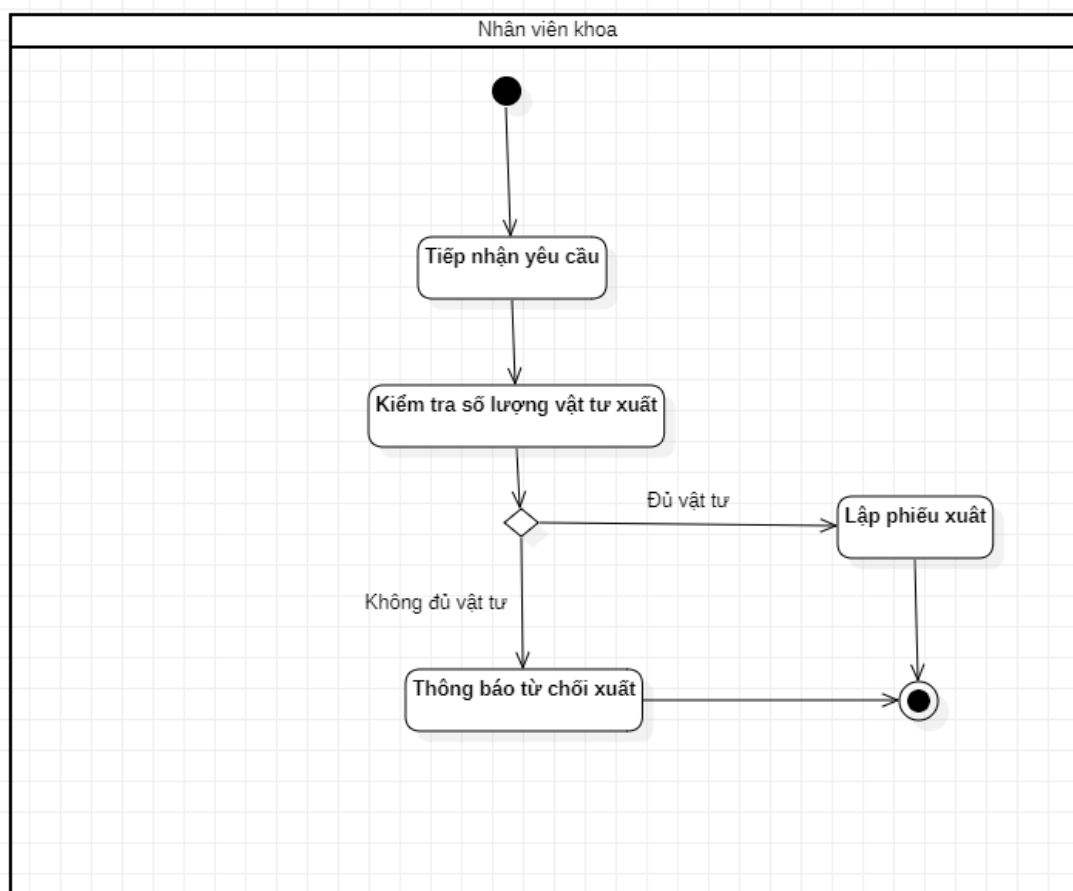 Nhân viên khoa
Tiếp nhận yêu cầu
Kiểm tra số lượng vật tư xuất
Đủ vật tư
Lập phiếu xuât
Không đủ vật tư
Thông báo từ chối xuất